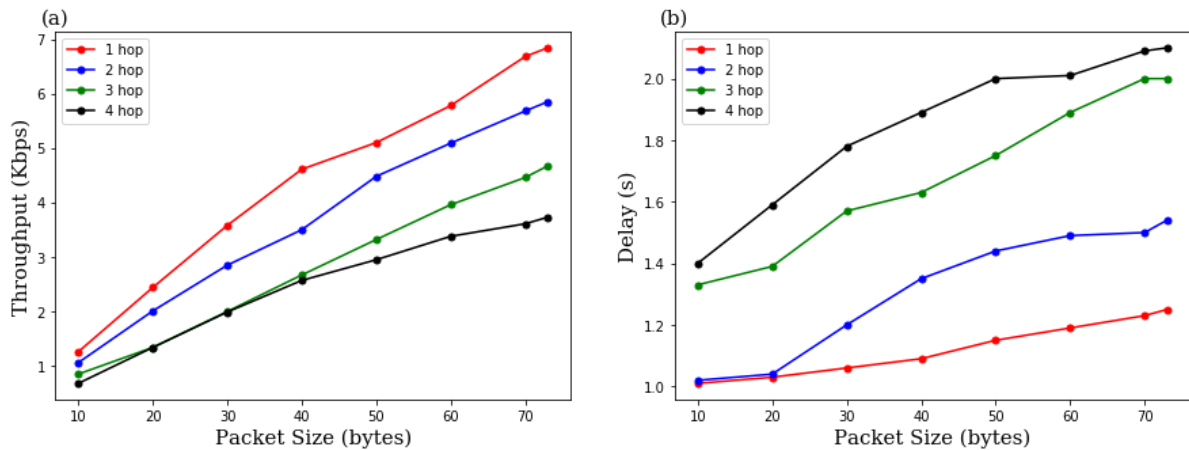 (a)
7
6
5
4
3
2
1
Throughput (Kbps)
1 hop
2 hop
3 hop
4 hop
10 20 30 40 50 60 70
Packet Size (bytes)
(b)
2.0
1.8
1.6
1.4
1.2
1.0
Delay (s)
1 hop
2 hop
3 hop
4 hop
10 20 30 40 50 60 70
Packet Size (bytes)